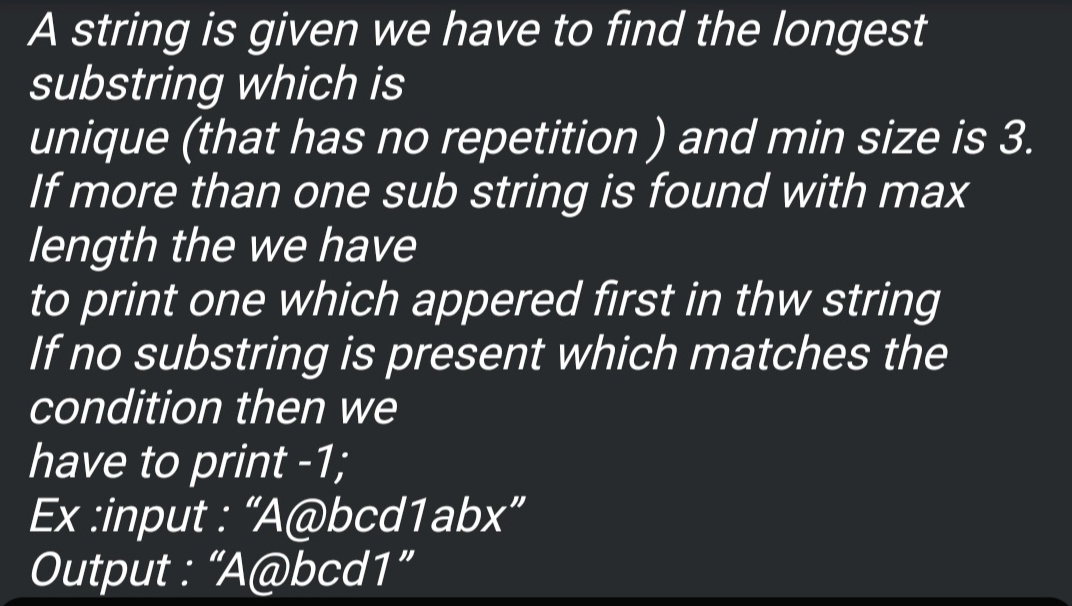 A string is given we have to find the longest
substring which is
unique (that has no repetition ) and min size is 3.
If more than one sub string is found with max
length the we have
to print one which appered first in thw string
If no substring is present which matches the
condition then we
have to print -1;
Ex :input : “A@bcd1abx”
Output : “A@bcd1”